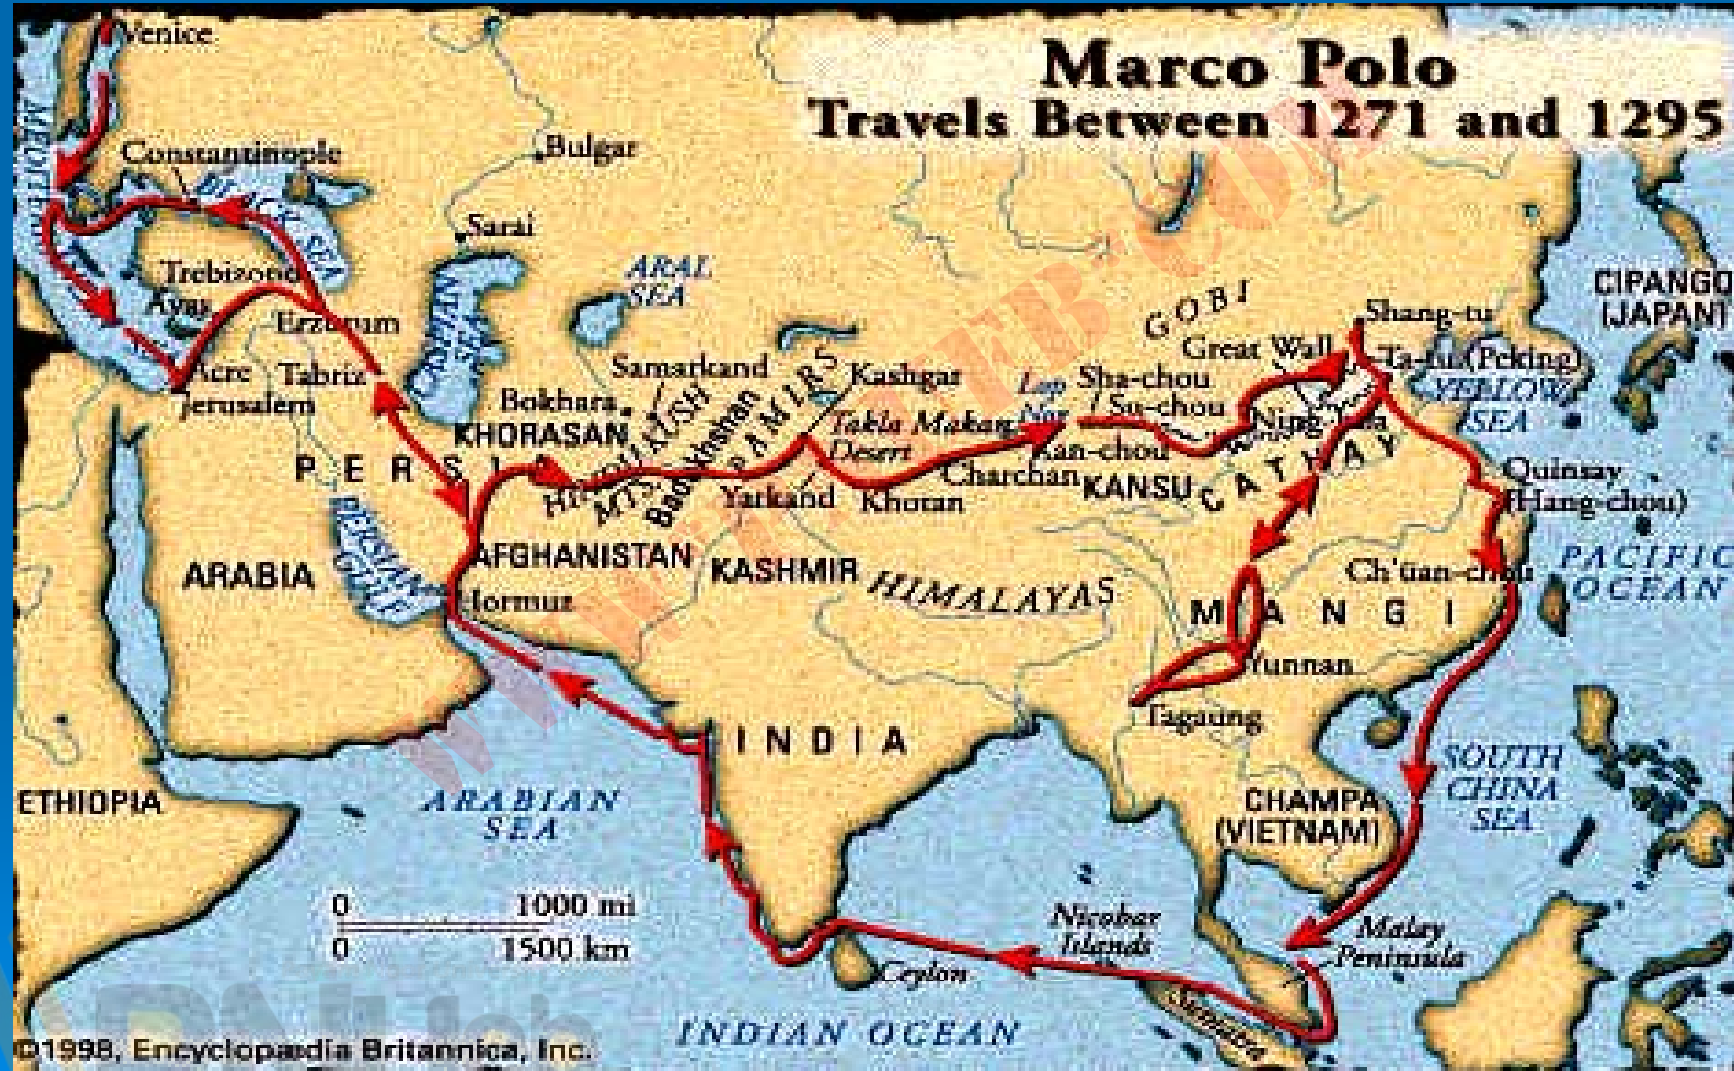 Venice
Marco Polo
Travels Between 1271 and 1295
Constantinople
Bulgar
BLACK SEA
Sarai
Trebizond
ARAL
SEA
CIPANGO
(JAPAN)
Ayas
Erzurum
CASPIAN
SEA
GOBI
Shang-tu
Great Wall
Ta-tu (Peking)
Acre
Tabriz
Samarkand
Kashgar
Lop
Nor
Sha-chou
YELLOW
SEA
Jerusalem
Bokhara
PAMIRS
Su-chou
KHORASAN
Badakhshan
Takla Makan
Desert
Kan-chou
CATHAY
PERSIA
HINDU KUSH
MTS.
Yarkand
Khotan
Charchan
KANSU
Quinsay
(Hang-chou)
PERSIAN
GULF
ARABIA
AFGHANISTAN
KASHMIR
HIMALAYAS
Ch'üan-chou
PACIFIC
OCEAN
Hormuz
MANGI
Yunnan
Tagaung
INDIA
ETHIOPIA
ARABIAN
SEA
SOUTH
CHINA
SEA
CHAMPA
(VIETNAM)
0 1000 mi
0 1500 km
Nicobar
Islands
Malay
Peninsula
Ceylon
Sumatra
INDIAN OCEAN
©1998, Encyclopædia Britannica, Inc.